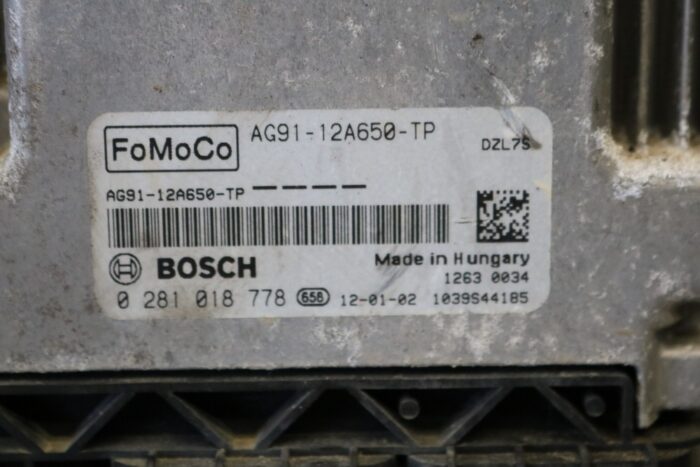 FoMoCo AG91-12A650-TP
DZL7S
AG91-12A650-TP ----
BOSCH Made in Hungary
1263 0034
0 281 018 778 658 12-01-02 1039S44185